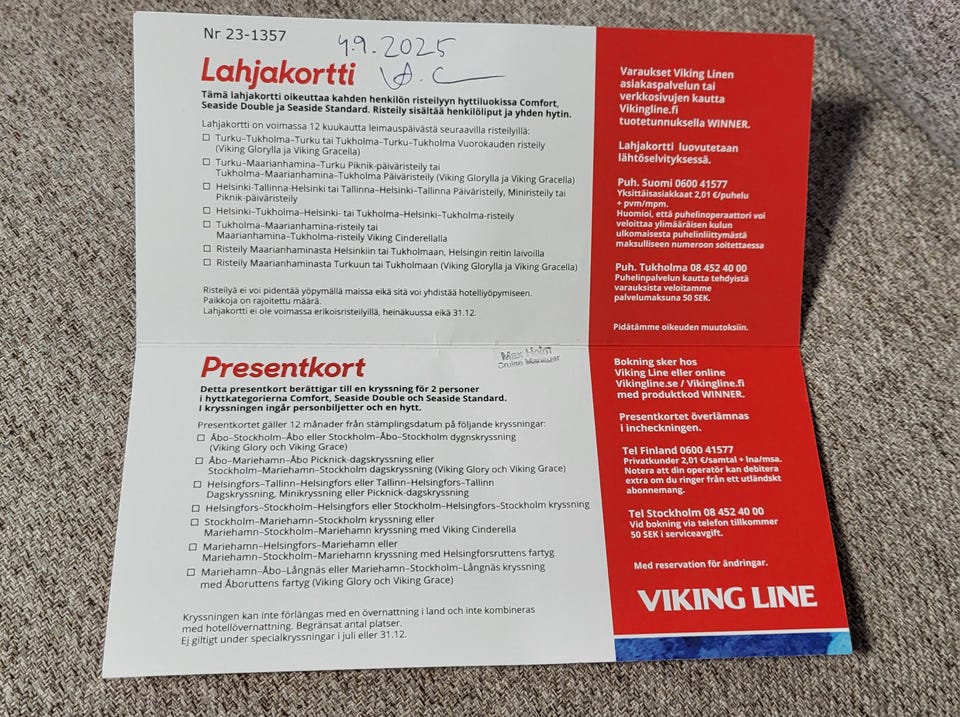 Nr 23-1357
4.9.2025
Lahjakortti
Tämä lahjakortti oikeuttaa kahden henkilön risteilyyn hyttiluokissa Comfort,
Seaside Double ja Seaside Standard. Risteily sisältää henkilöliput ja yhden hytin.
Lahjakortti on voimassa 12 kuukautta leimauspäivästä seuraavilla risteilyillä:
☐ Turku–Tukholma–Turku tai Tukholma–Turku–Tukholma Vuorokauden risteily
(Viking Glorylla ja Viking Gracella)
☐ Turku–Maarianhamina–Turku Piknik-päiväristeily tai
Tukholma–Maarianhamina–Tukholma Päiväristeily (Viking Glorylla ja Viking Gracella)
☐ Helsinki-Tallinna-Helsinki tai Tallinna–Helsinki–Tallinna Päiväristeily, Miniristeily tai
Piknik-päiväristeily
☐ Helsinki–Tukholma–Helsinki- tai Tukholma–Helsinki–Tukholma-risteily
☐ Tukholma–Maarianhamina-risteily tai
Maarianhamina–Tukholma-risteily Viking Cinderellalla
☐ Risteily Maarianhaminasta Helsinkiin tai Tukholmaan, Helsingin reitin laivoilla
☐ Risteily Maarianhaminasta Turkuun tai Tukholmaan (Viking Glorylla ja Viking Gracella)
Risteilyä ei voi pidentää yöpymällä maissa eikä sitä voi yhdistää hotelliyöpymiseen.
Paikkoja on rajoitettu määrä.
Lahjakortti ei ole voimassa erikoisristeilyillä, heinäkuussa eikä 31.12.
Varaukset Viking Linen
asiakaspalvelun tai
verkkosivujen kautta
Vikingline.fi
tuotetunnuksella WINNER.
Lahjakortti luovutetaan
lähtöselvityksessä.
Puh. Suomi 0600 41577
Yksittäisasiakkaat 2,01 €/puhelu
+ pvm/mpm.
Huomioi, että puhelinoperaattori voi
veloittaa ylimääräisen kulun
ulkomaisesta puhelinliittymästä
maksulliseen numeroon soitettaessa
Puh. Tukholma 08 452 40 00
Puhelinpalvelun kautta tehdyistä
varauksista veloitamme
palvelumaksuna 50 SEK.
Pidätämme oikeuden muutoksiin.
Presentkort
Max Holm
Cruise Manager
Detta presentkort berättigar till en kryssning för 2 personer
i hyttkategorierna Comfort, Seaside Double och Seaside Standard.
I kryssningen ingår personbiljetter och en hytt.
Presentkortet gäller 12 månader från stämplingsdatum på följande kryssningar:
☐ Åbo–Stockholm–Åbo eller Stockholm–Åbo–Stockholm dygnskryssning
(Viking Glory och Viking Grace)
☐ Åbo–Mariehamn–Åbo Picknick-dagskryssning eller
Stockholm–Mariehamn–Stockholm dagskryssning (Viking Glory och Viking Grace)
☐ Helsingfors–Tallinn–Helsingfors eller Tallinn–Helsingfors–Tallinn
Dagskryssning, Minikryssning eller Picknick-dagskryssning
☐ Helsingfors–Stockholm–Helsingfors eller Stockholm–Helsingfors–Stockholm kryssning
☐ Stockholm–Mariehamn–Stockholm kryssning eller
Mariehamn–Stockholm–Mariehamn kryssning med Viking Cinderella
☐ Mariehamn–Helsingfors–Mariehamn eller
Mariehamn–Stockholm–Mariehamn kryssning med Helsingforsruttens fartyg
☐ Mariehamn–Åbo–Långnäs eller Mariehamn–Stockholm–Långnäs kryssning
med Åboruttens fartyg (Viking Glory och Viking Grace)
Kryssningen kan inte förlängas med en övernattning i land och inte kombineras
med hotellövernattning. Begränsat antal platser.
Ej giltigt under specialkryssningar i juli eller 31.12.
Bokning sker hos
Viking Line eller online
Vikingline.se / Vikingline.fi
med produktkod WINNER.
Presentkortet överlämnas
i incheckningen.
Tel Finland 0600 41577
Privatkunder 2,01 €/samtal + lna/msa.
Notera att din operatör kan debitera
extra om du ringer från ett utländskt
abonnemang.
Tel Stockholm 08 452 40 00
Vid bokning via telefon tillkommer
50 SEK i serviceavgift.
Med reservation för ändringar.
VIKING LINE